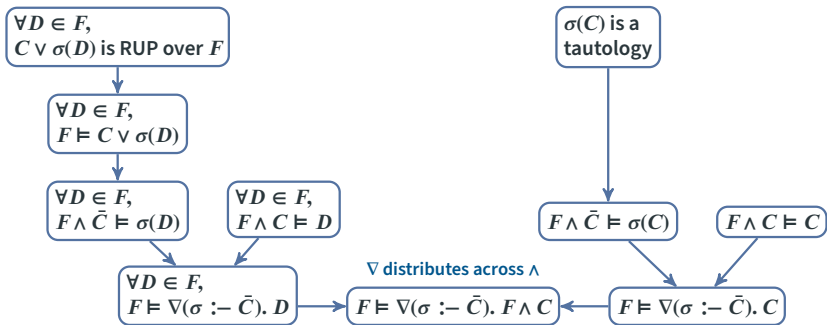 ∀D ∈ F,
C ∨ σ(D) is RUP over F
σ(C) is a
tautology
∀D ∈ F,
F ⊨ C ∨ σ(D)
∀D ∈ F,
F ∧ C̄ ⊨ σ(D)
∀D ∈ F,
F ∧ C ⊨ D
F ∧ C̄ ⊨ σ(C)
F ∧ C ⊨ C
∀D ∈ F,
F ⊨ ∇(σ :– C̄). D
∇ distributes across ∧
F ⊨ ∇(σ :– C̄). F ∧ C
F ⊨ ∇(σ :– C̄). C